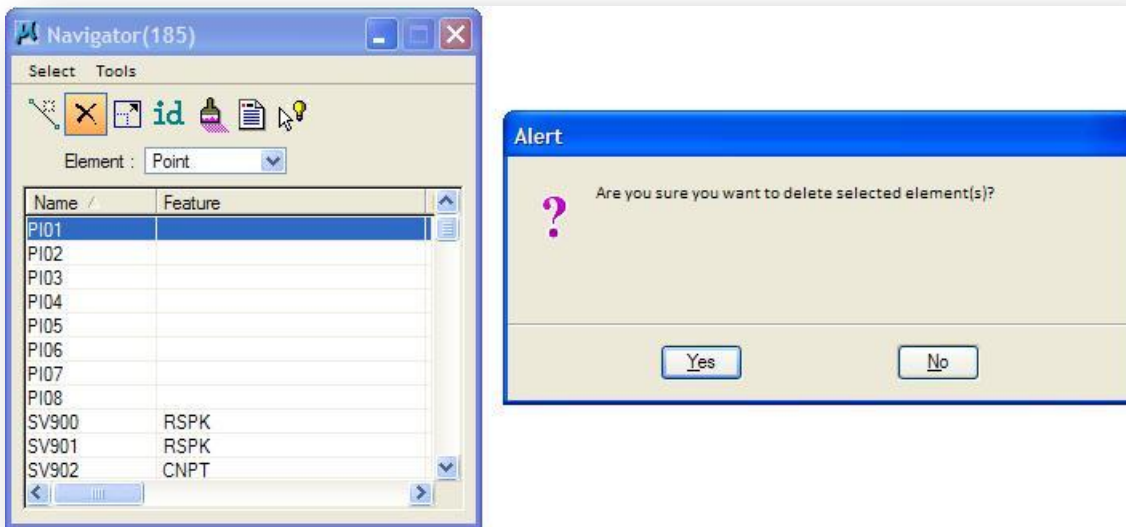 Navigator(185)
Select Tools
id
Element : Point
Name Feature
PI01
PI02
PI03
PI04
PI05
PI06
PI07
PI08
SV900 RSPK
SV901 RSPK
SV902 CNPT
Alert
Are you sure you want to delete selected element(s)?
Yes No